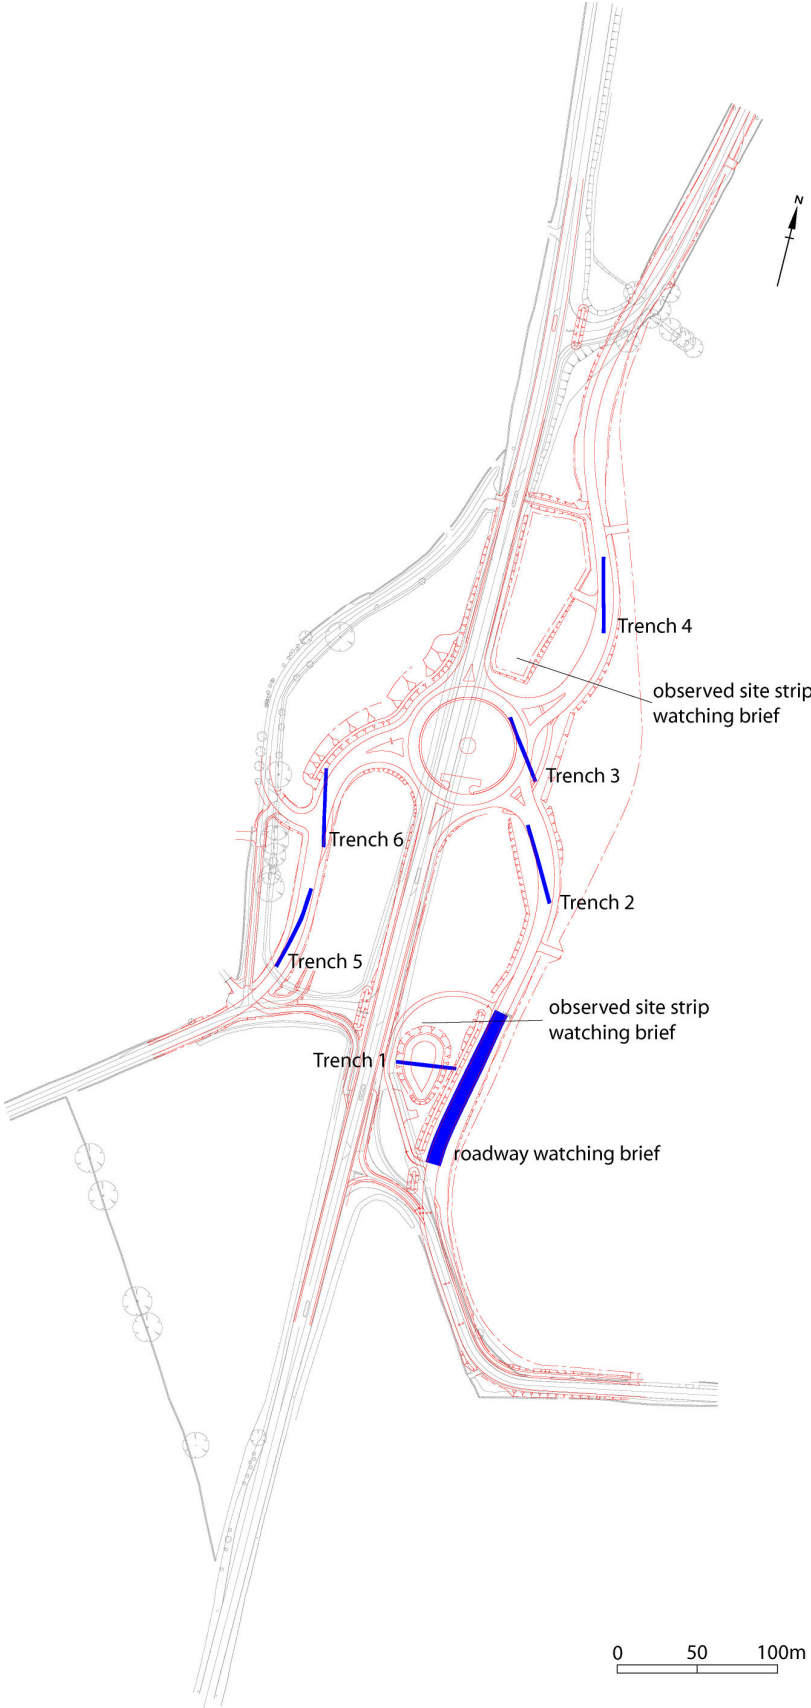 N
Trench 4
observed site strip
watching brief
Trench 3
Trench 6
Trench 2
Trench 5
observed site strip
watching brief
Trench 1
roadway watching brief
0 50 100m